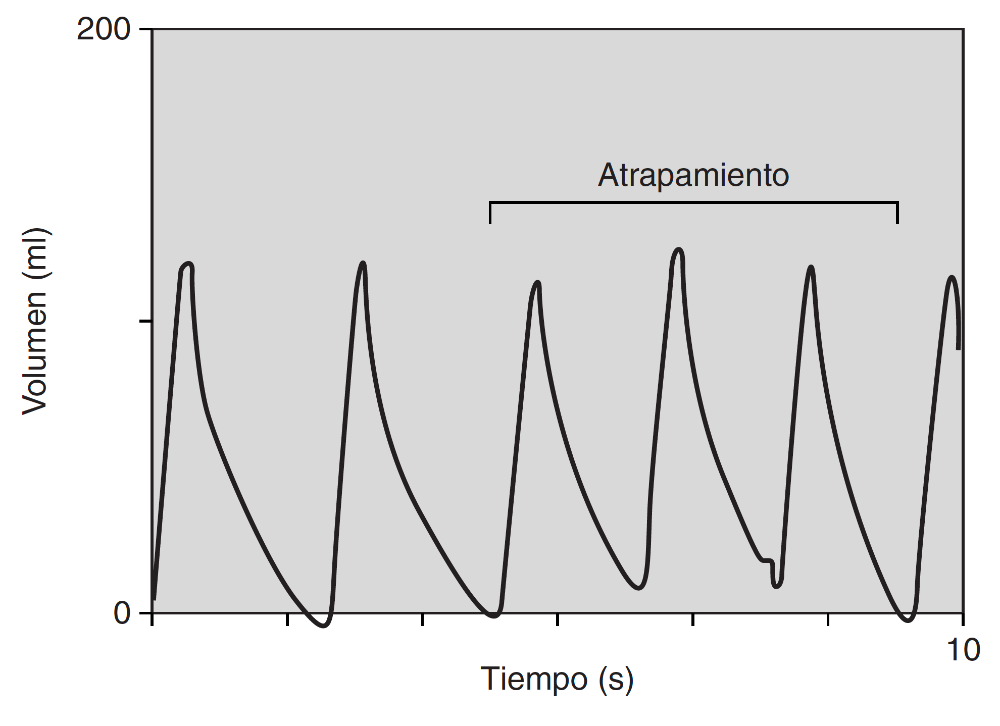 200
Atrapamiento
Volumen (ml)
0
10
Tiempo (s)